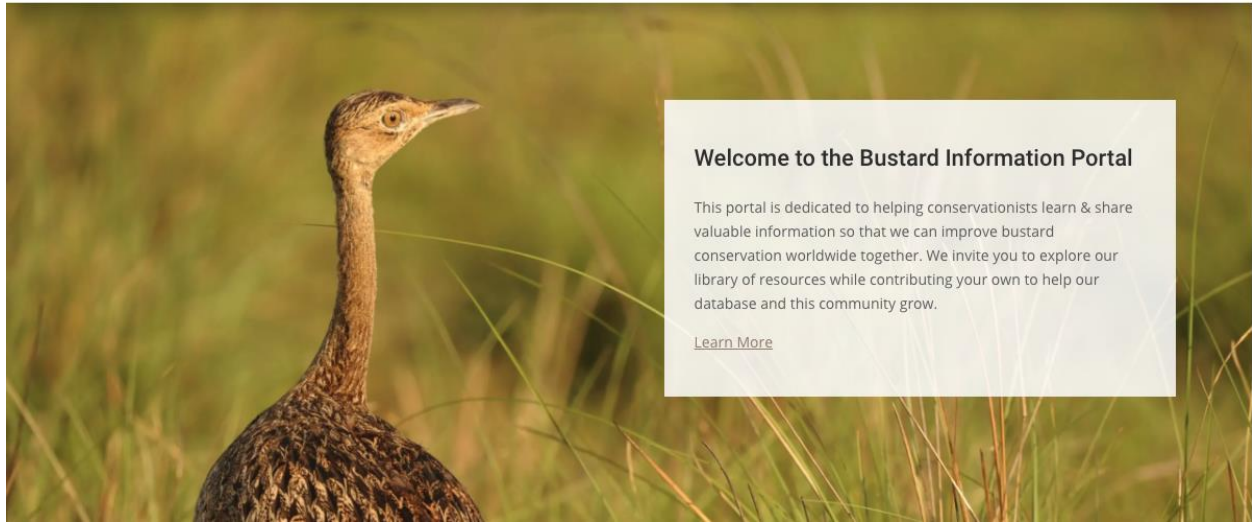 Welcome to the Bustard Information Portal
This portal is dedicated to helping conservationists learn & share
valuable information so that we can improve bustard
conservation worldwide together. We invite you to explore our
library of resources while contributing your own to help our
database and this community grow.
Learn More